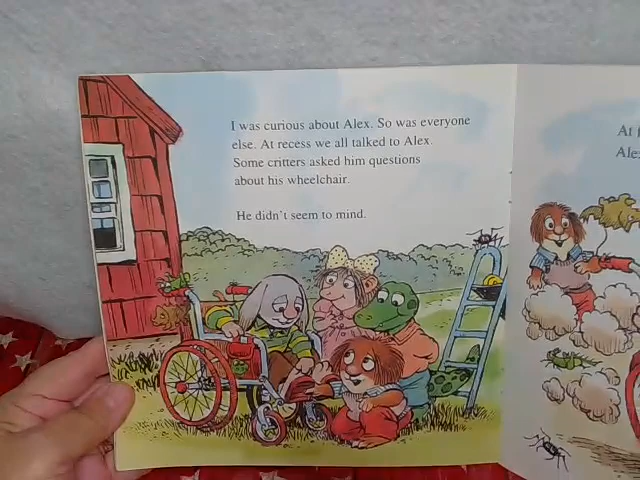 I was curious about Alex. So was everyone
else. At recess we all talked to Alex.
Some critters asked him questions
about his wheelchair.
He didn't seem to mind.
At
Ale